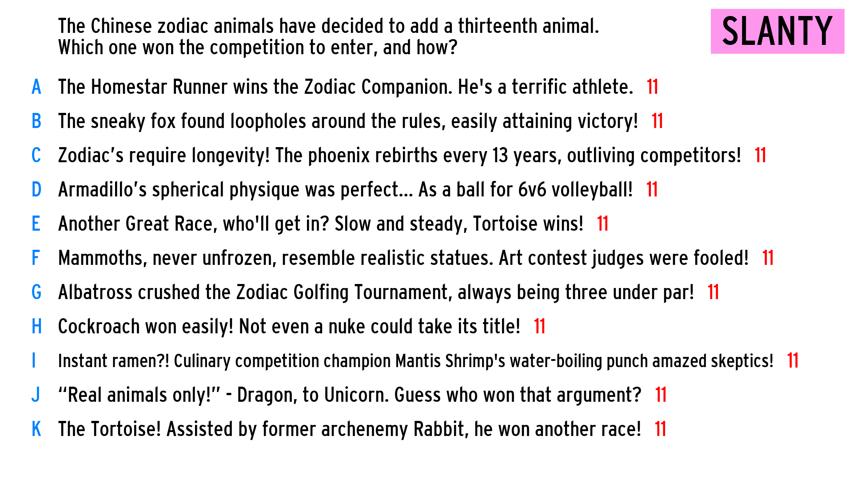 The Chinese zodiac animals have decided to add a thirteenth animal.
Which one won the competition to enter, and how?
SLANTY
A The Homestar Runner wins the Zodiac Companion. He's a terrific athlete. 11
B The sneaky fox found loopholes around the rules, easily attaining victory! 11
C Zodiac’s require longevity! The phoenix rebirths every 13 years, outliving competitors! 11
D Armadillo’s spherical physique was perfect... As a ball for 6v6 volleyball! 11
E Another Great Race, who'll get in? Slow and steady, Tortoise wins! 11
F Mammoths, never unfrozen, resemble realistic statues. Art contest judges were fooled! 11
G Albatross crushed the Zodiac Golfing Tournament, always being three under par! 11
H Cockroach won easily! Not even a nuke could take its title! 11
I Instant ramen?! Culinary competition champion Mantis Shrimp's water-boiling punch amazed skeptics! 11
J “Real animals only!” - Dragon, to Unicorn. Guess who won that argument? 11
K The Tortoise! Assisted by former archenemy Rabbit, he won another race! 11